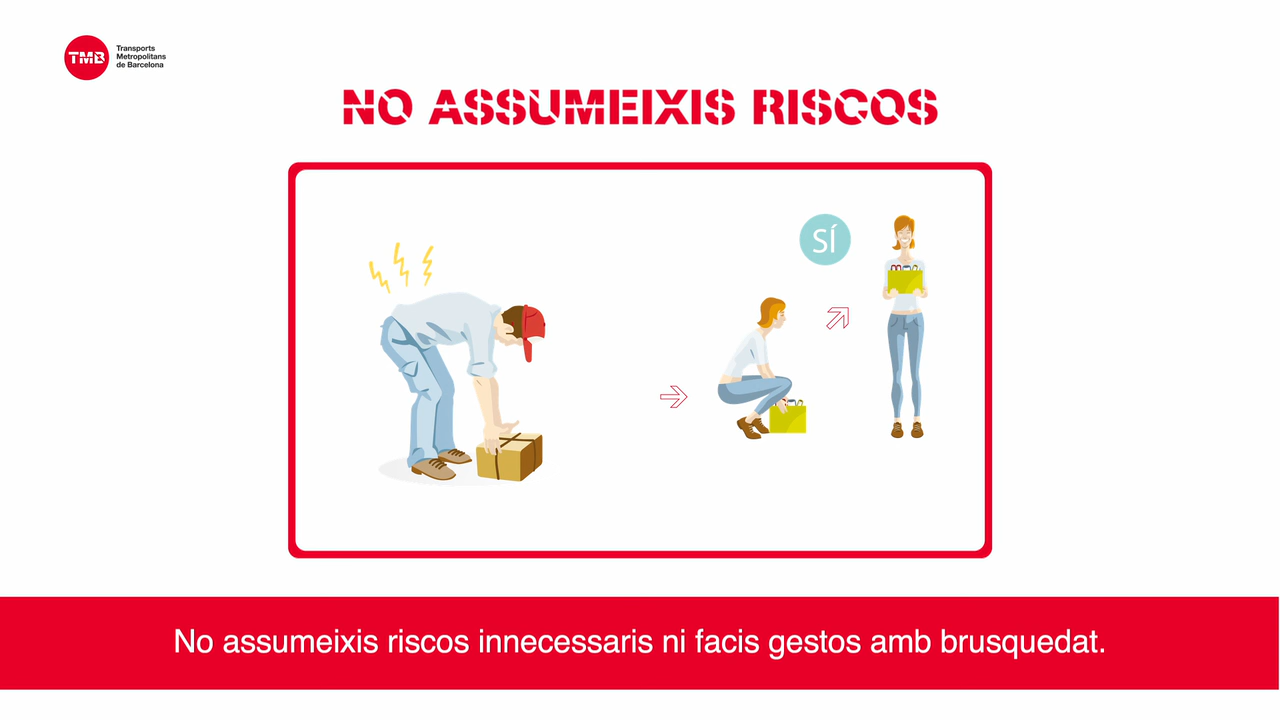 TMB
Transports
Metropolitans
de Barcelona
NO ASSUMEIXIS RISCOS
SÍ
No assumeixis riscos innecessaris ni facis gestos amb brusquedat.